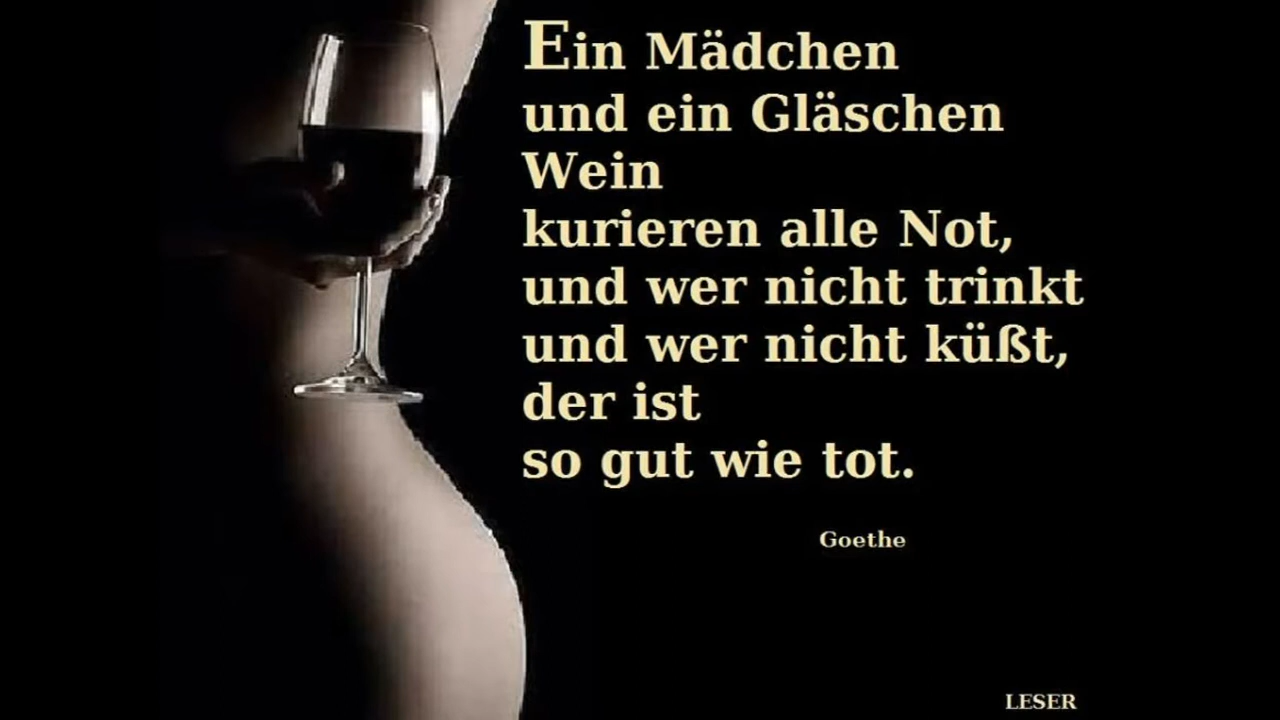 Ein Mädchen
und ein Gläschen
Wein
kurieren alle Not,
und wer nicht trinkt
und wer nicht küßt,
der ist
so gut wie tot.
Goethe
LESER